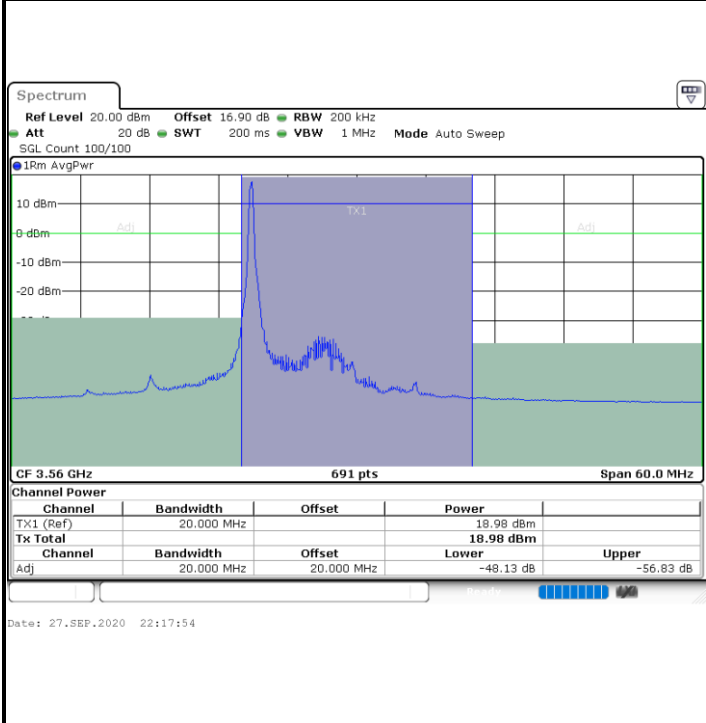 Spectrum
Ref Level 20.00 dBm Offset 16.90 dB RBW 200 kHz
Att 20 dB SWT 200 ms VBW 1 MHz Mode Auto Sweep
SGL Count 100/100
1Rm AvgPwr
10 dBm
TX1
Adj
0 dBm
Adj
-10 dBm
-20 dBm
CF 3.56 GHz 691 pts Span 60.0 MHz
Channel Power
Channel Bandwidth Offset Power
TX1 (Ref) 20.000 MHz 18.98 dBm
Tx Total 18.98 dBm
Channel Bandwidth Offset Lower Upper
Adj 20.000 MHz 20.000 MHz -48.13 dB -56.83 dB
Ready
Date: 27.SEP.2020 22:17:54